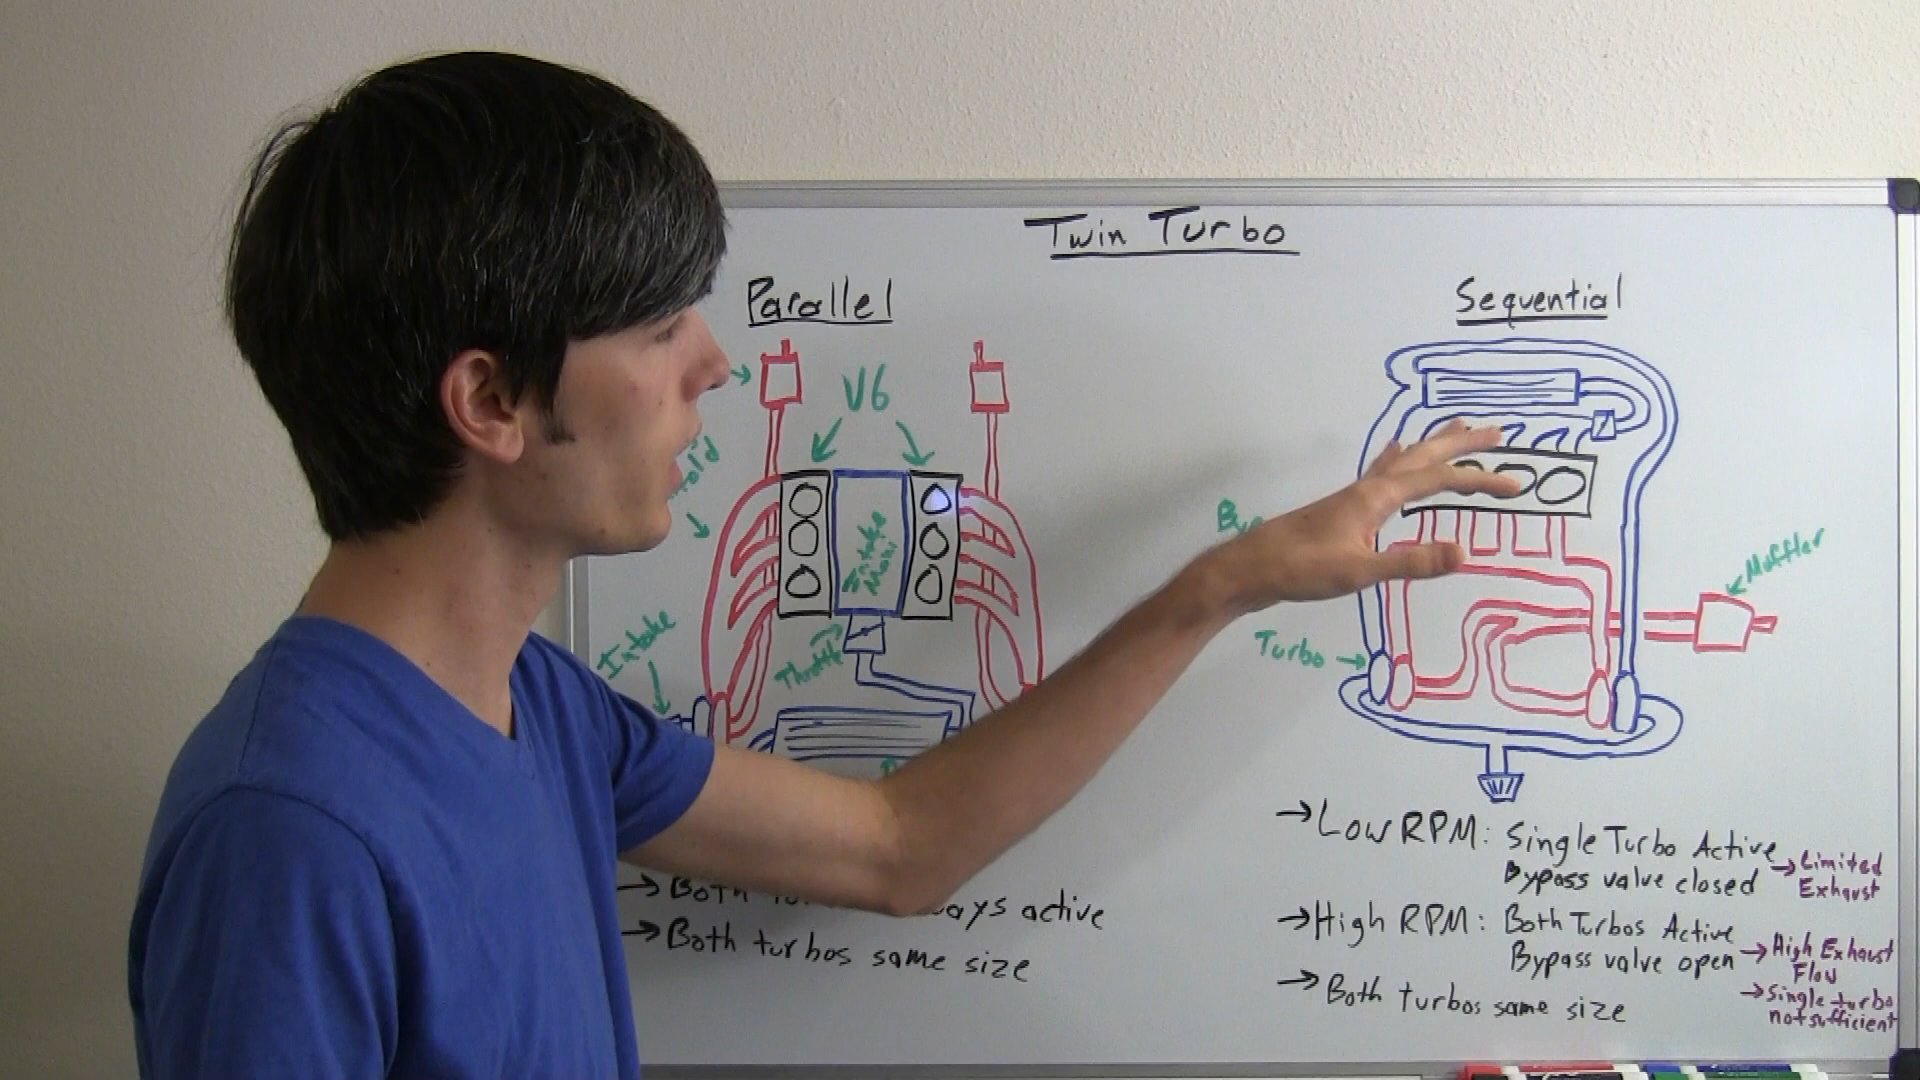 Twin Turbo
Parallel
Sequential
V6
Intake
Intake
Throttle
Muffler
Turbo
→ Low RPM: Single Turbo Active
Bypass valve closed → Limited
Exhaust
→ High RPM: Both Turbos Active
Bypass valve open → High Exhaust
Flow
→ Single turbo
not sufficient
→ Both turbos same size
→ Both active
→ Both turbos same size